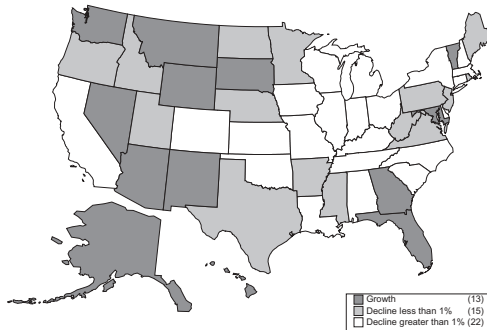 Growth (13)
Decline less than 1% (15)
Decline greater than 1% (22)